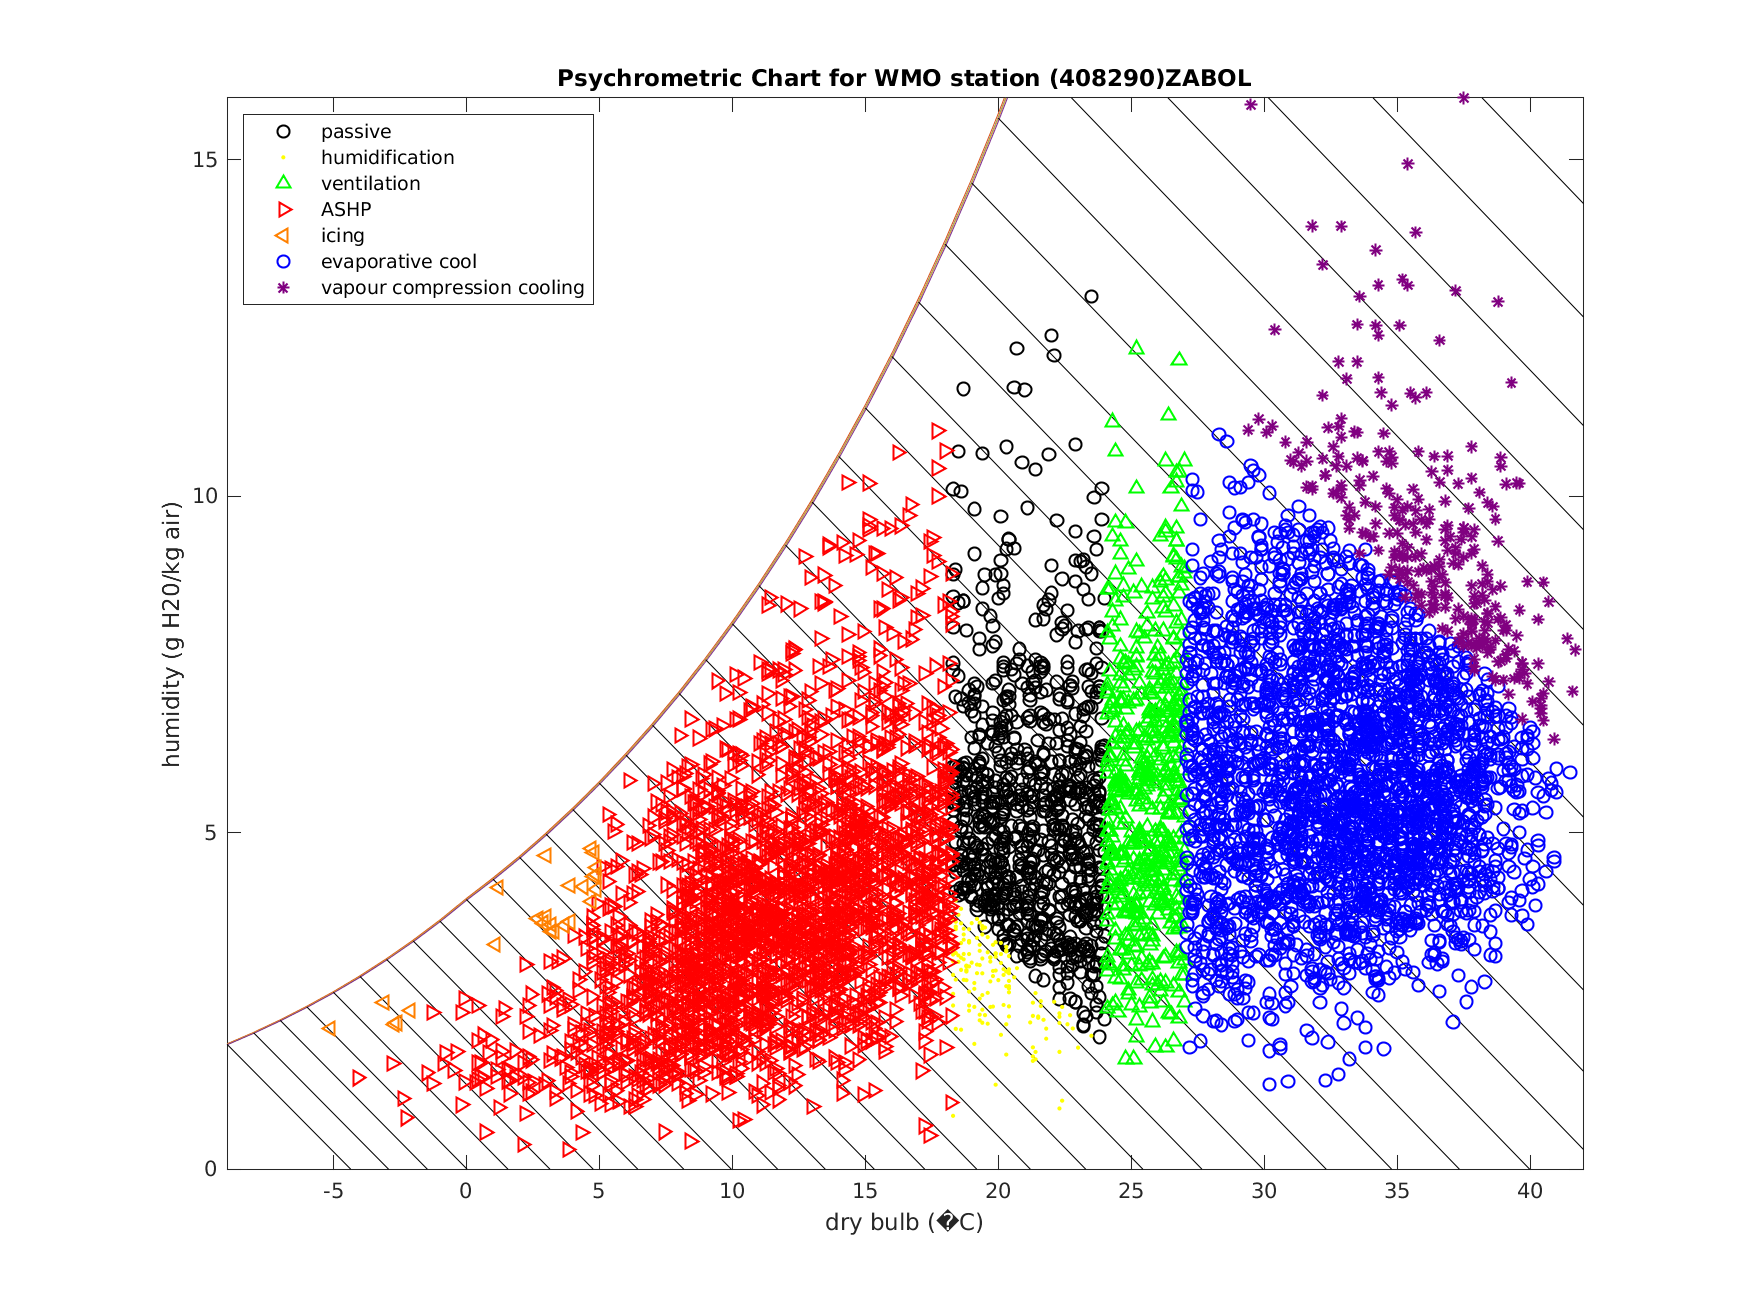 Psychrometric Chart for WMO station (408290)ZABOL
passive
humidification
ventilation
ASHP
icing
evaporative cool
vapour compression cooling
15
10
5
0
humidity (g H20/kg air)
-5 0 5 10 15 20 25 30 35 40
dry bulb (�C)